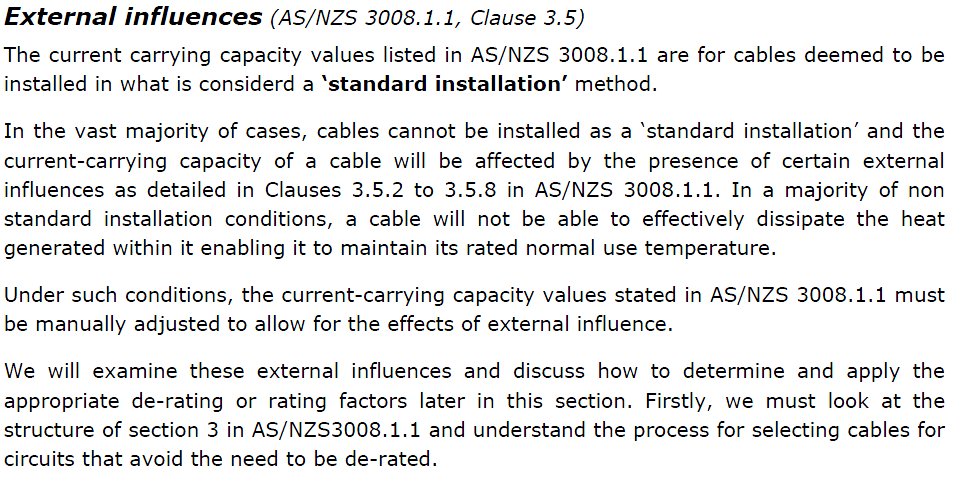 External influences (AS/NZS 3008.1.1, Clause 3.5)
The current carrying capacity values listed in AS/NZS 3008.1.1 are for cables deemed to be
installed in what is considerd a ‘standard installation’ method.
In the vast majority of cases, cables cannot be installed as a ‘standard installation’ and the
current-carrying capacity of a cable will be affected by the presence of certain external
influences as detailed in Clauses 3.5.2 to 3.5.8 in AS/NZS 3008.1.1. In a majority of non
standard installation conditions, a cable will not be able to effectively dissipate the heat
generated within it enabling it to maintain its rated normal use temperature.
Under such conditions, the current-carrying capacity values stated in AS/NZS 3008.1.1 must
be manually adjusted to allow for the effects of external influence.
We will examine these external influences and discuss how to determine and apply the
appropriate de-rating or rating factors later in this section. Firstly, we must look at the
structure of section 3 in AS/NZS3008.1.1 and understand the process for selecting cables for
circuits that avoid the need to be de-rated.